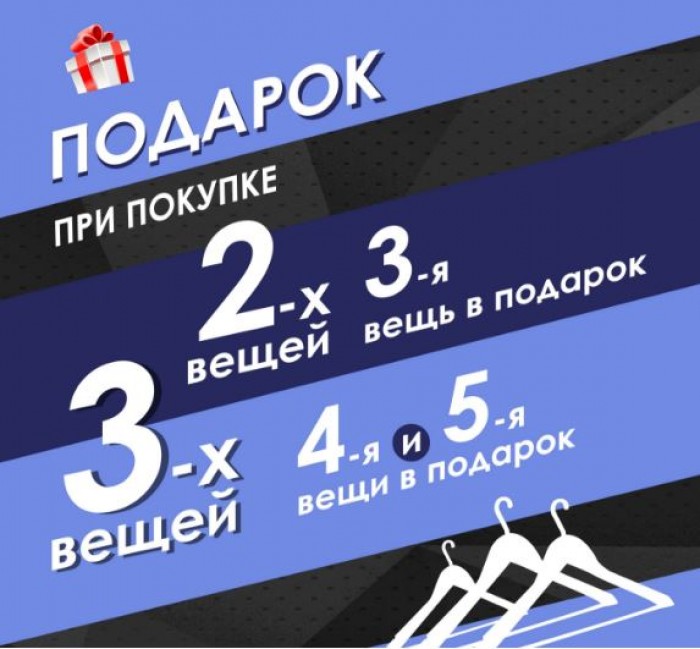 ПОДАРОК
ПРИ ПОКУПКЕ
2-х вещей
3-я вещь в подарок
3-х вещей
4-я и 5-я вещи в подарок